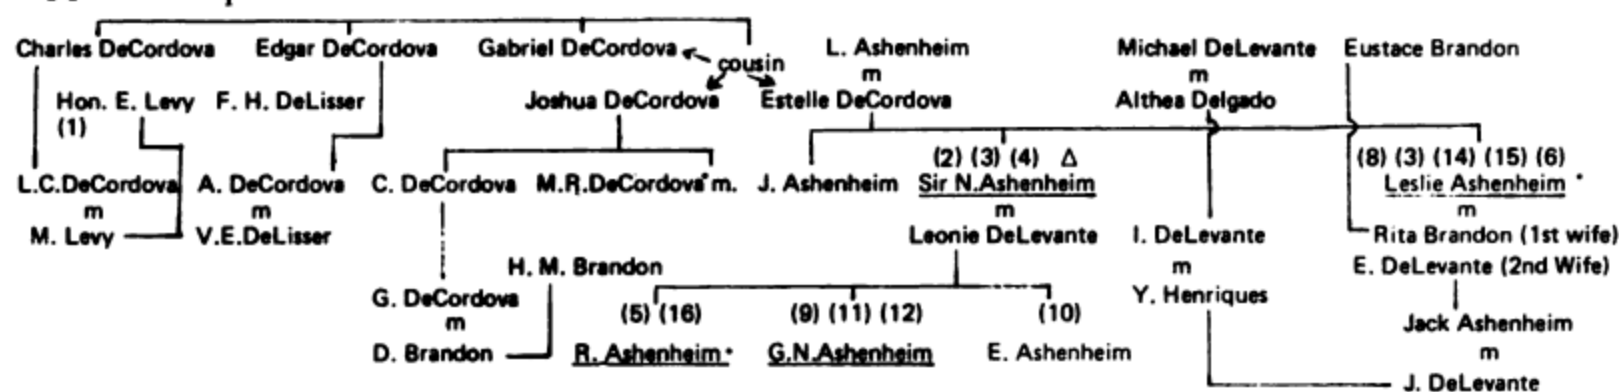 Charles DeCordova Edgar DeCordova Gabriel DeCordova L. Ashenheim Michael DeLevante Eustace Brandon
cousin
m m
Hon. E. Levy F. H. DeLisser Joshua DeCordova Estelle DeCordova Althea Delgado
(1)
(2) (3) (4) Δ (8) (3) (14) (15) (6)
L.C.DeCordova A. DeCordova C. DeCordova M.R.DeCordova* m. J. Ashenheim Sir N.Ashenheim Leslie Ashenheim *
m m m m
M. Levy V.E.DeLisser Leonie DeLevante I. DeLevante Rita Brandon (1st wife)
H. M. Brandon m E. DeLevante (2nd Wife)
G. DeCordova Y. Henriques
m (5) (16) (9) (11) (12) (10) Jack Ashenheim
D. Brandon R. Ashenheim* G.N.Ashenheim E. Ashenheim m
J. DeLevante